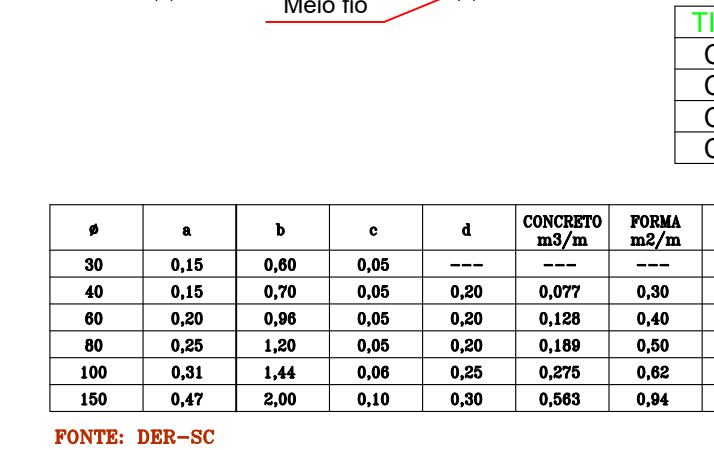 Meio fio
ø a b c d CONCRETO m3/m FORMA m2/m
30 0,15 0,60 0,05 --- --- ---
40 0,15 0,70 0,05 0,20 0,077 0,30
60 0,20 0,96 0,05 0,20 0,128 0,40
80 0,25 1,20 0,05 0,20 0,189 0,50
100 0,31 1,44 0,06 0,25 0,275 0,62
150 0,47 2,00 0,10 0,30 0,563 0,94
FONTE: DER-SC